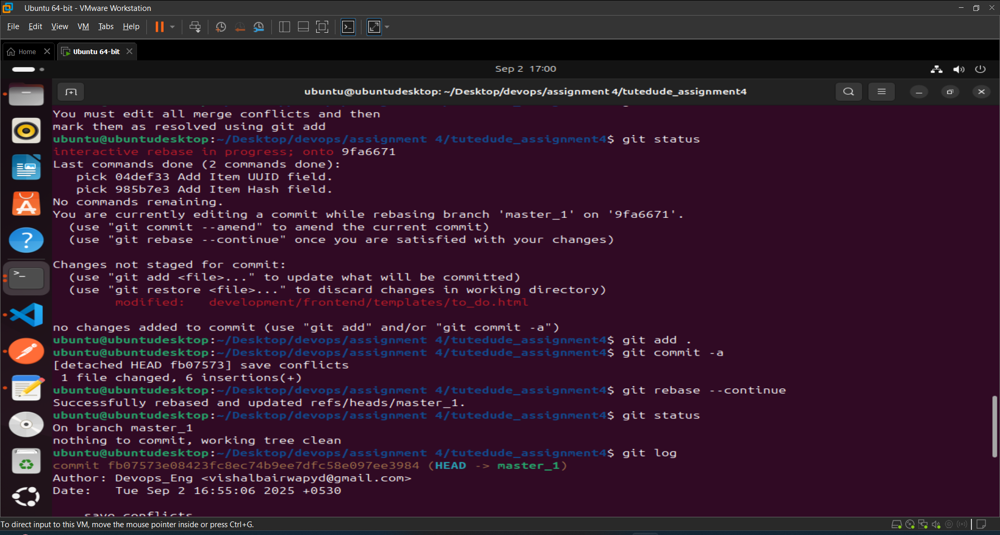 Ubuntu 64-bit - VMware Workstation
File Edit View VM Tabs Help
Home
Ubuntu 64-bit
Sep 2 17:00
ubuntu@ubuntudesktop: ~/Desktop/devops/assignment 4/tutedude_assignment4
You must edit all merge conflicts and then
mark them as resolved using git add
ubuntu@ubuntudesktop:~/Desktop/devops/assignment 4/tutedude_assignment4$ git status
interactive rebase in progress; onto 9fa6671
Last commands done (2 commands done):
   pick 04def33 Add Item UUID field.
   pick 985b7e3 Add Item Hash field.
No commands remaining.
You are currently editing a commit while rebasing branch 'master_1' on '9fa6671'.
  (use "git commit --amend" to amend the current commit)
  (use "git rebase --continue" once you are satisfied with your changes)
Changes not staged for commit:
  (use "git add <file>..." to update what will be committed)
  (use "git restore <file>..." to discard changes in working directory)
        modified:   development/frontend/templates/to_do.html
no changes added to commit (use "git add" and/or "git commit -a")
ubuntu@ubuntudesktop:~/Desktop/devops/assignment 4/tutedude_assignment4$ git add .
ubuntu@ubuntudesktop:~/Desktop/devops/assignment 4/tutedude_assignment4$ git commit -a
[detached HEAD fb07573] save conflicts
 1 file changed, 6 insertions(+)
ubuntu@ubuntudesktop:~/Desktop/devops/assignment 4/tutedude_assignment4$ git rebase --continue
Successfully rebased and updated refs/heads/master_1.
ubuntu@ubuntudesktop:~/Desktop/devops/assignment 4/tutedude_assignment4$ git status
On branch master_1
nothing to commit, working tree clean
ubuntu@ubuntudesktop:~/Desktop/devops/assignment 4/tutedude_assignment4$ git log
commit fb07573e08423fc8ec74b9ee7dfc58e097ee3984 (HEAD -> master_1)
Author: Devops_Eng <vishalbairwapyd@gmail.com>
Date:   Tue Sep 2 16:55:06 2025 +0530
    save conflicts
To direct input to this VM, move the mouse pointer inside or press Ctrl+G.